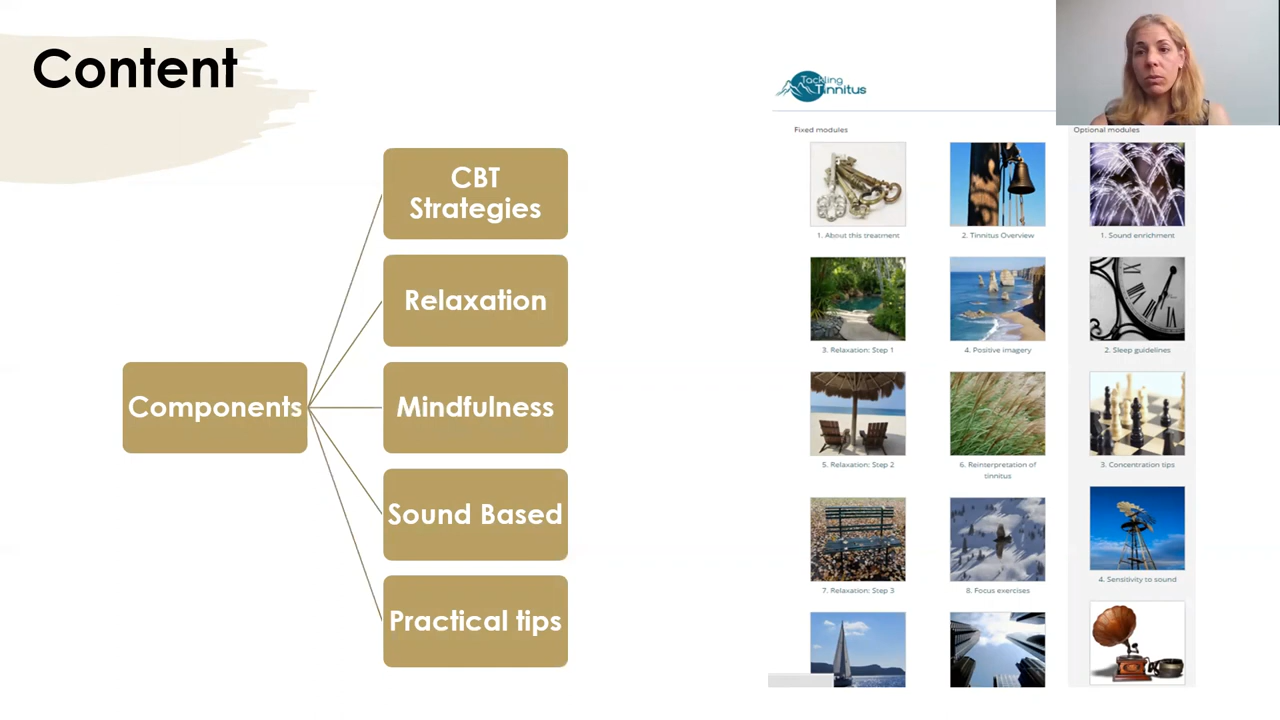 Content
Components
CBT
Strategies
Relaxation
Mindfulness
Sound Based
Practical tips
Tackling
Tinnitus
Fixed modules
Optional modules
1. About this treatment
2. Tinnitus Overview
1. Sound enrichment
3. Relaxation: Step 1
4. Positive imagery
2. Sleep guidelines
5. Relaxation: Step 2
6. Reinterpretation of
tinnitus
3. Concentration tips
7. Relaxation: Step 3
8. Focus exercises
4. Sensitivity to sound